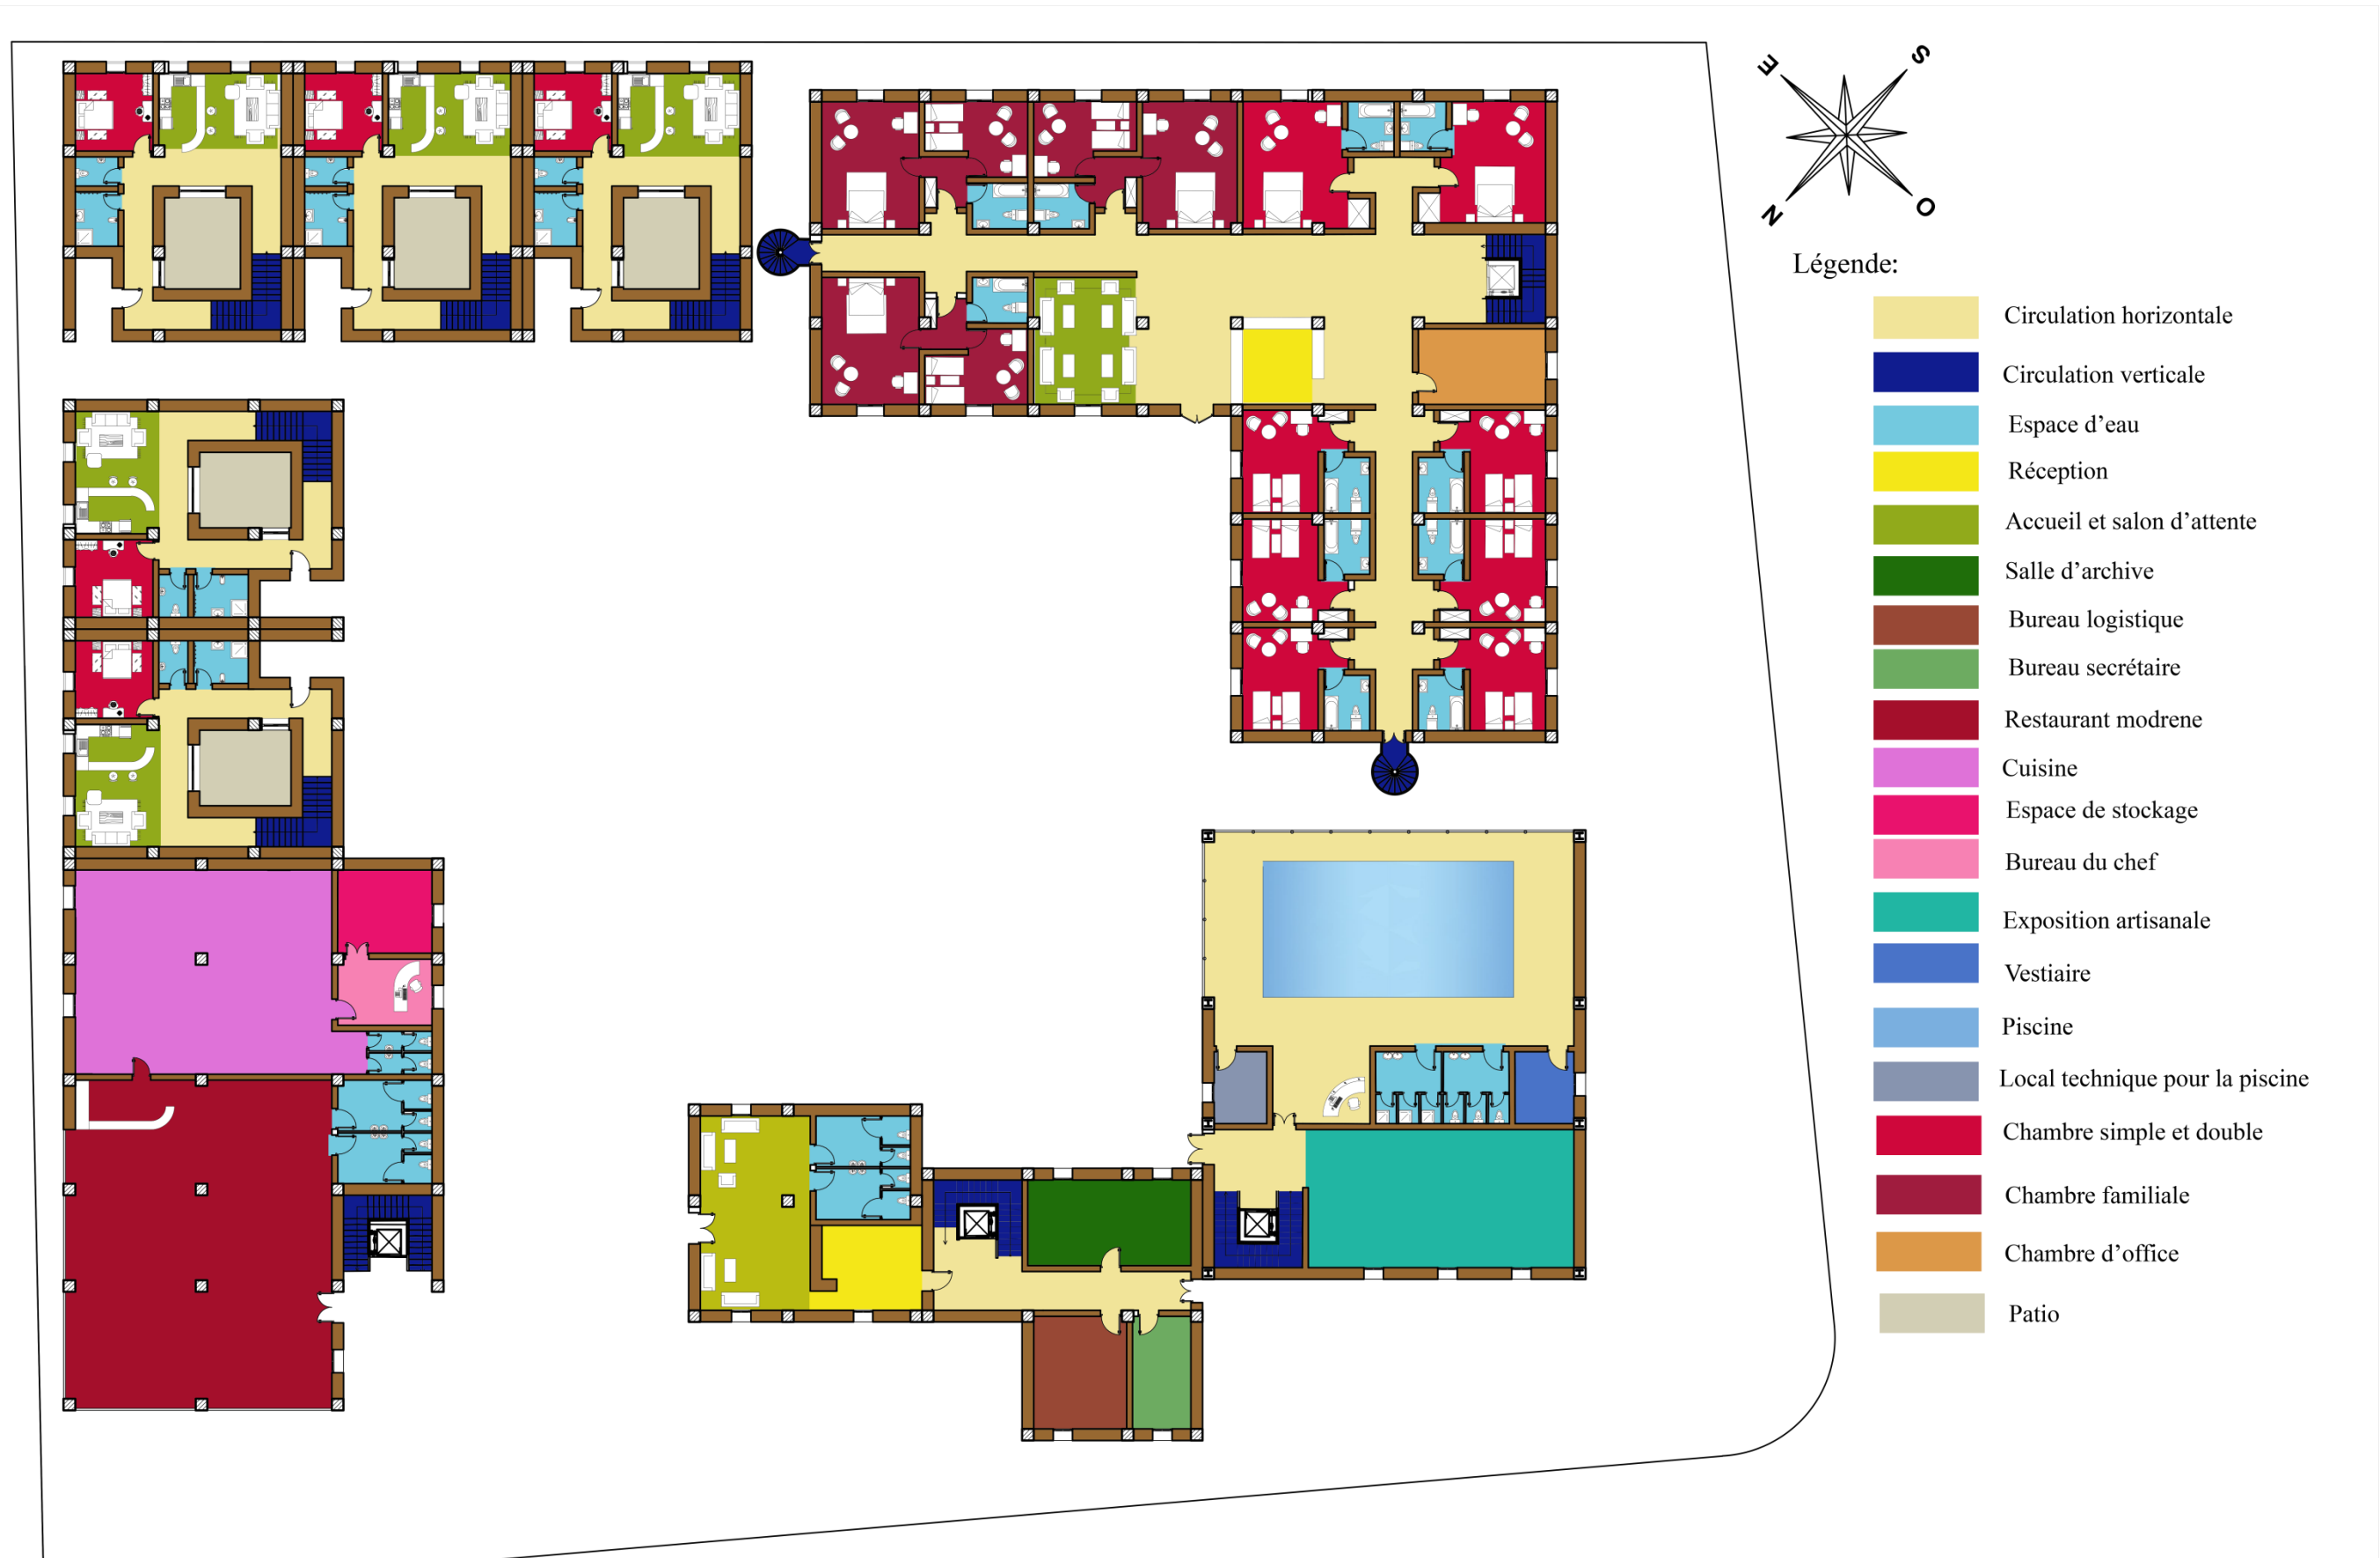 E
S
N
O
Légende:
Circulation horizontale
Circulation verticale
Espace d’eau
Réception
Accueil et salon d’attente
Salle d’archive
Bureau logistique
Bureau secrétaire
Restaurant modrene
Cuisine
Espace de stockage
Bureau du chef
Exposition artisanale
Vestiaire
Piscine
Local technique pour la piscine
Chambre simple et double
Chambre familiale
Chambre d’office
Patio